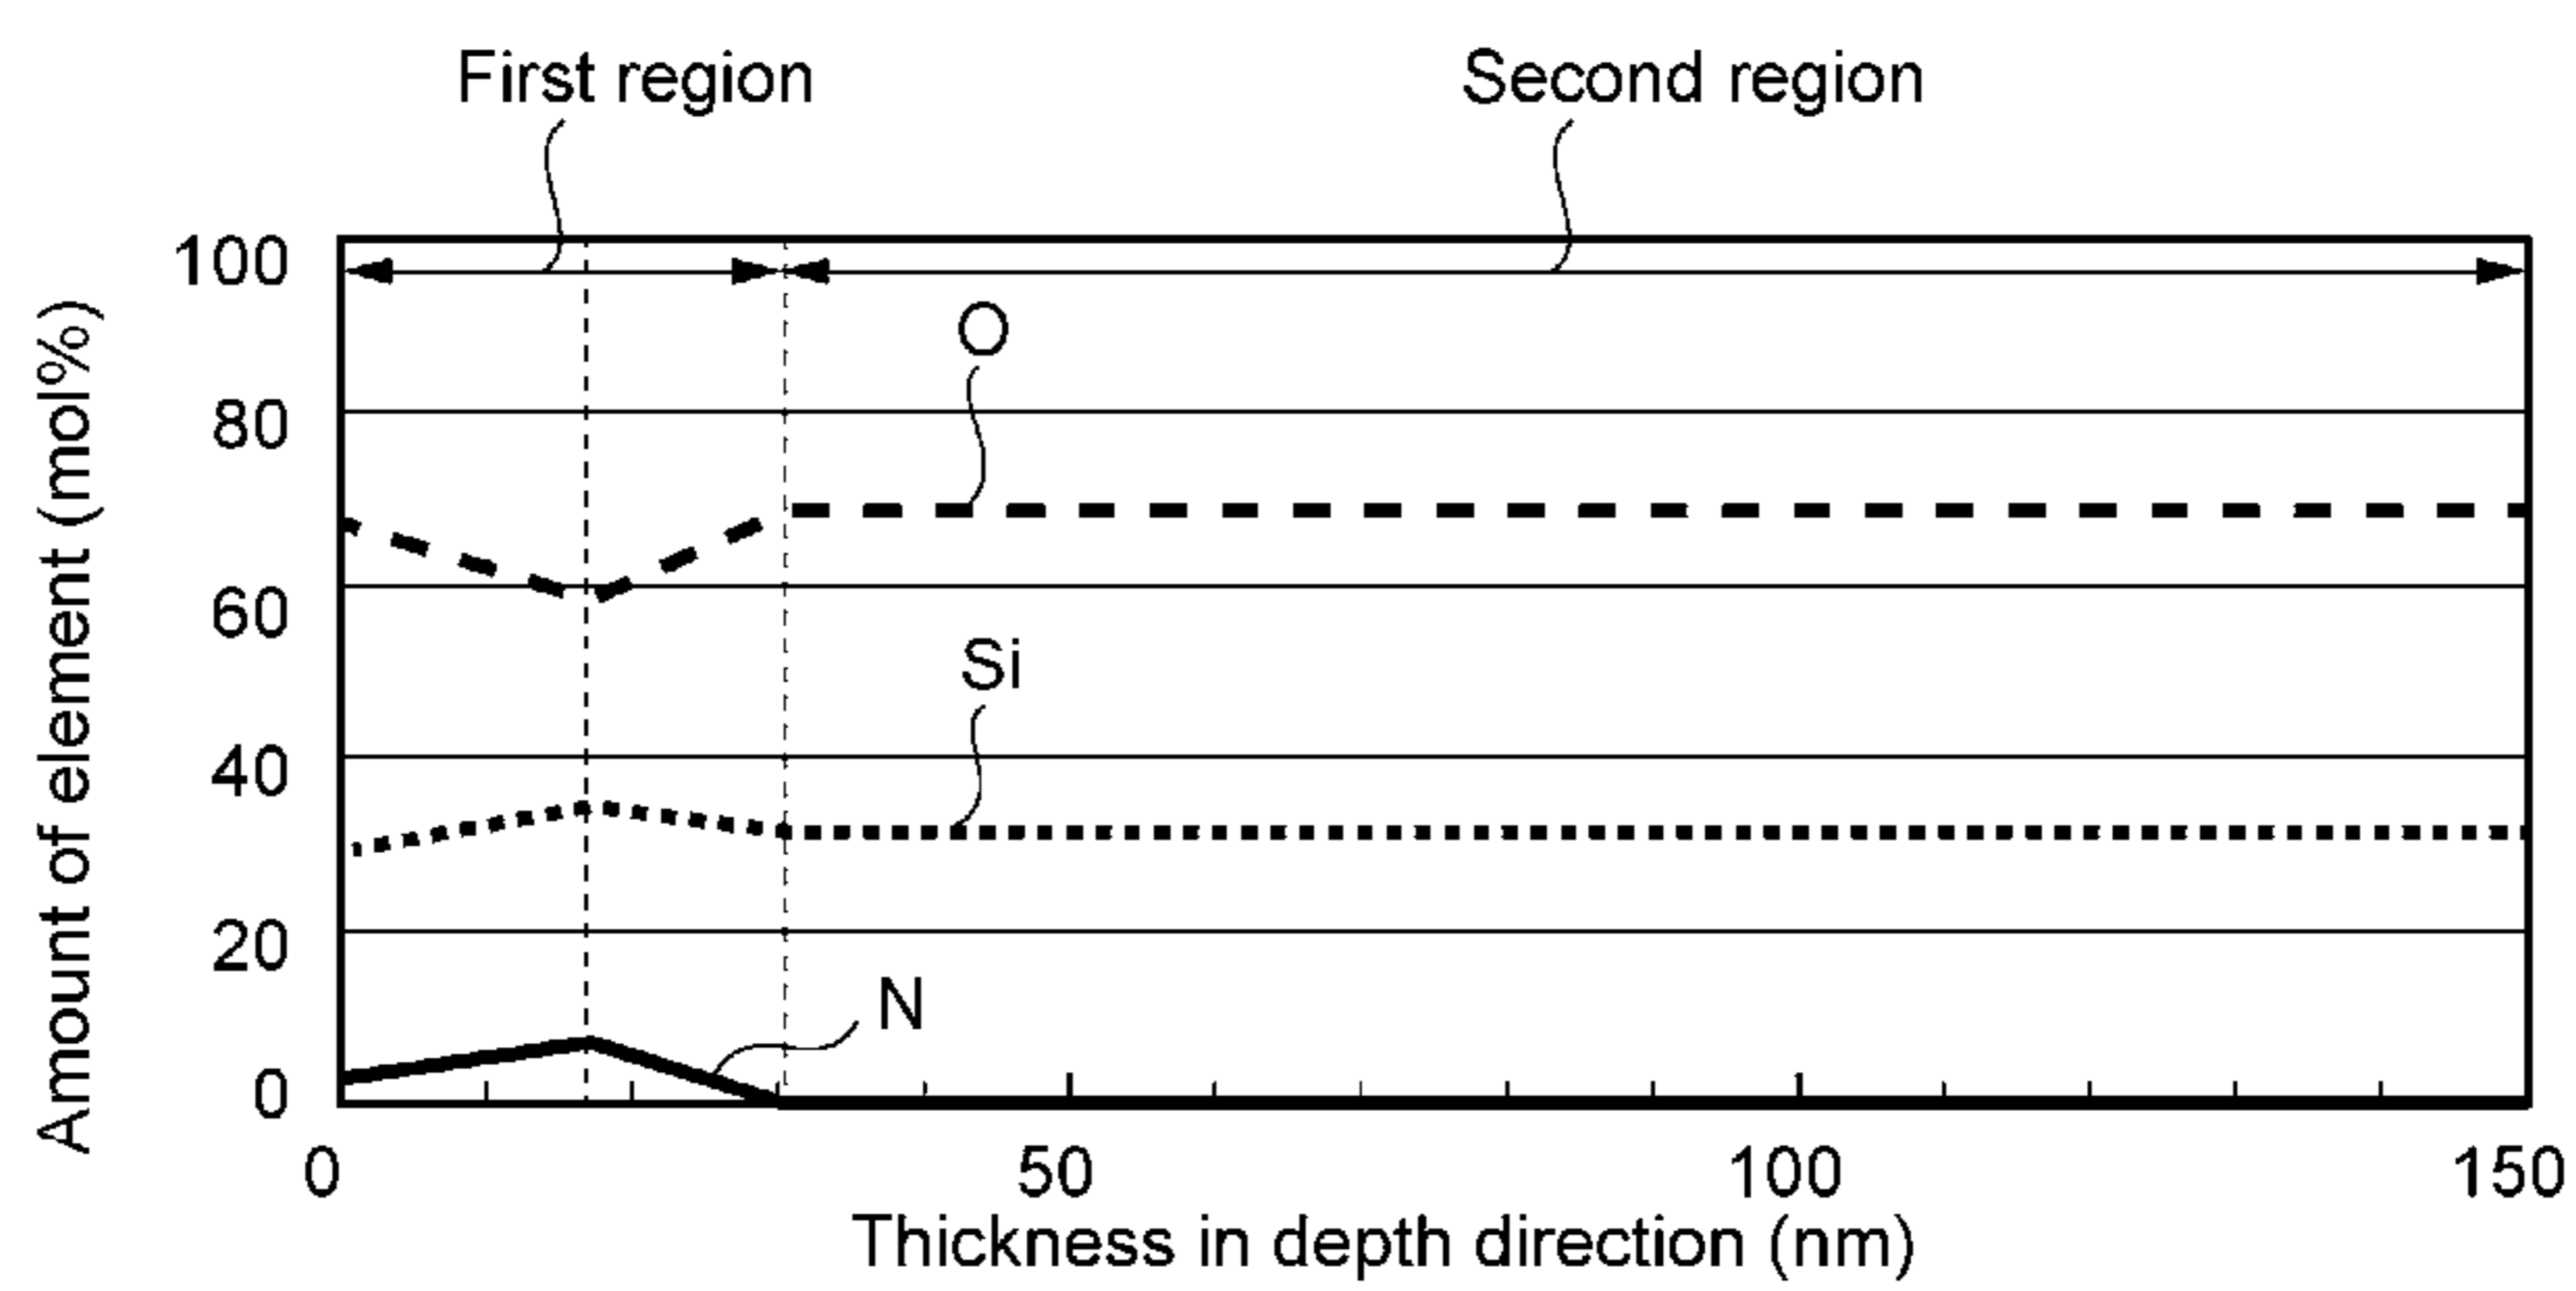 First region
Second region
Amount of element (mol%)
100
80
60
40
20
0
O
Si
N
0
50
100
150
Thickness in depth direction (nm)